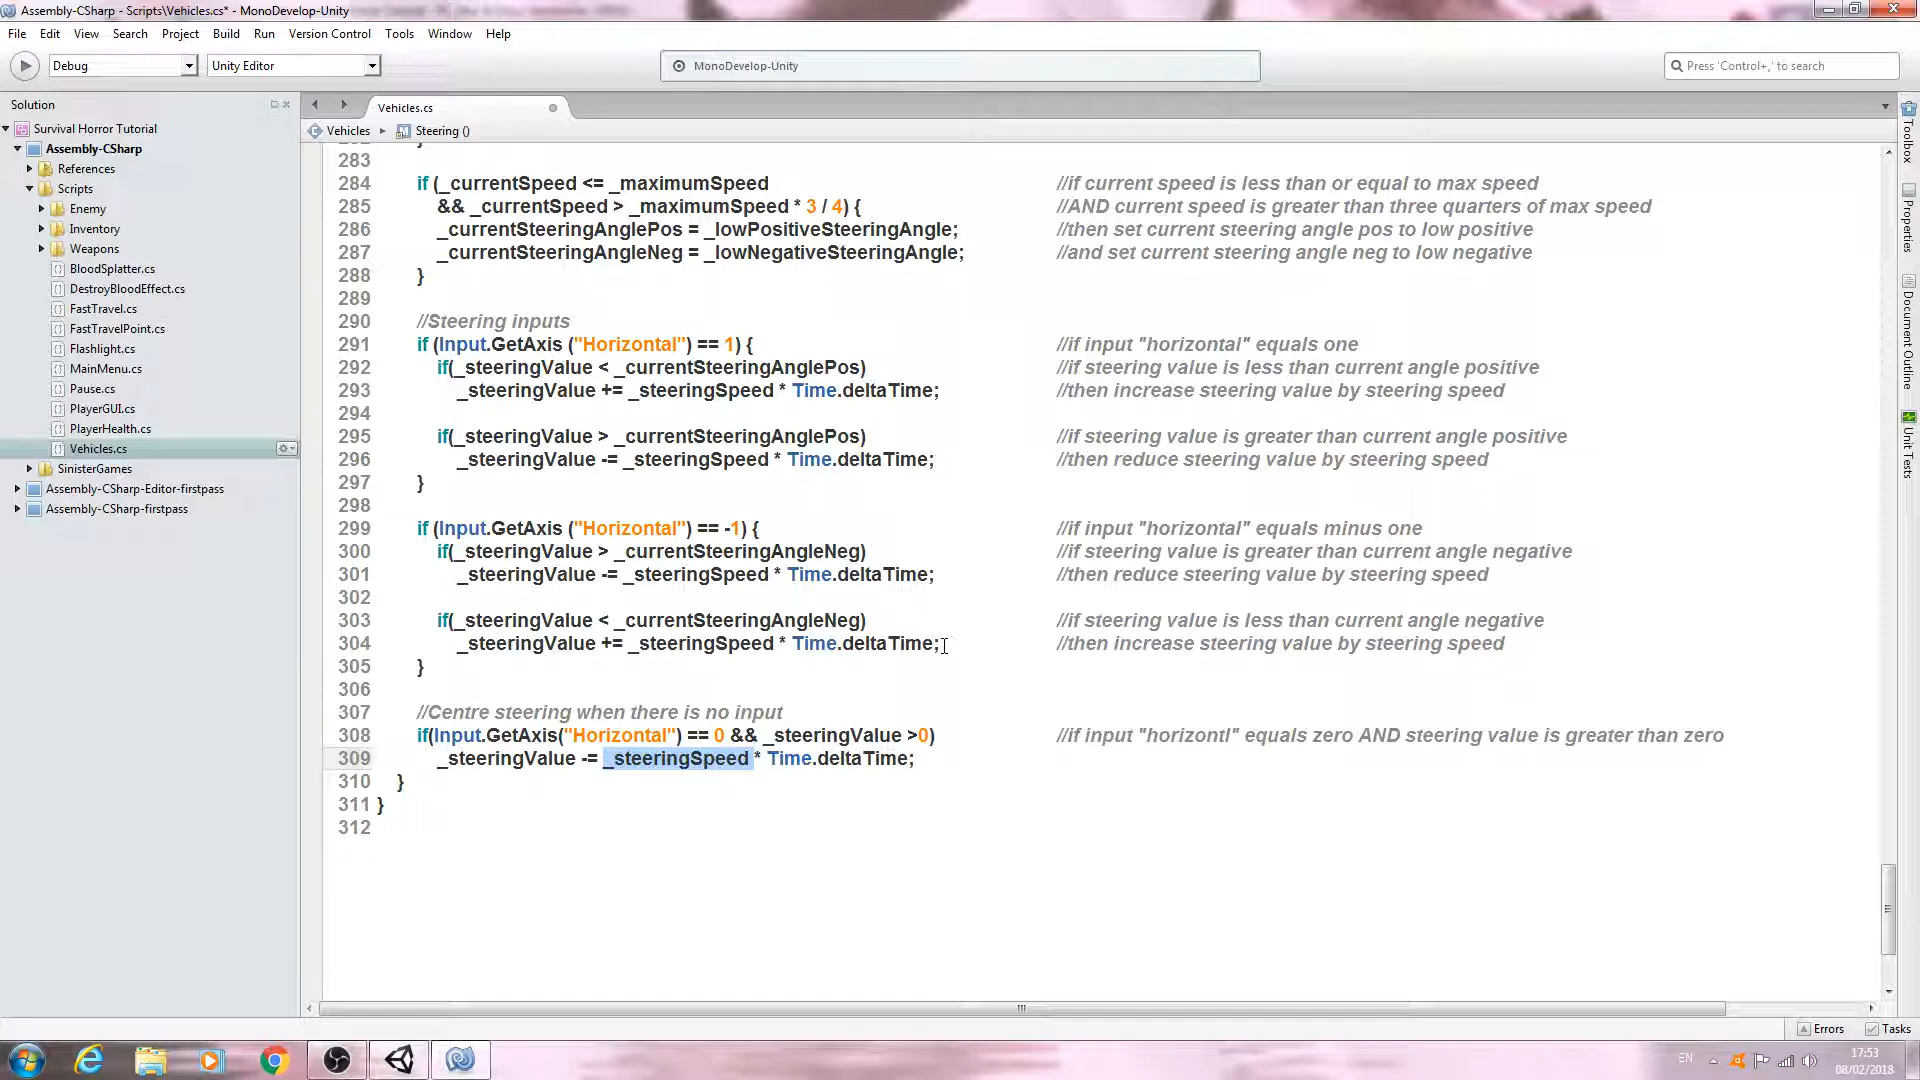 Assembly-CSharp - Scripts\Vehicles.cs* - MonoDevelop-Unity
File Edit View Search Project Build Run Version Control Tools Window Help
Debug Unity Editor MonoDevelop-Unity Press 'Control+,' to search
Solution
Survival Horror Tutorial
Assembly-CSharp
References
Scripts
Enemy
Inventory
Weapons
BloodSplatter.cs
DestroyBloodEffect.cs
FastTravel.cs
FastTravelPoint.cs
Flashlight.cs
MainMenu.cs
Pause.cs
PlayerGUI.cs
PlayerHealth.cs
Vehicles.cs
SinisterGames
Assembly-CSharp-Editor-firstpass
Assembly-CSharp-firstpass
Vehicles.cs
Vehicles Steering ()
283
284 if (_currentSpeed <= _maximumSpeed //if current speed is less than or equal to max speed
285 && _currentSpeed > _maximumSpeed * 3 / 4) { //AND current speed is greater than three quarters of max speed
286 _currentSteeringAnglePos = _lowPositiveSteeringAngle; //then set current steering angle pos to low positive
287 _currentSteeringAngleNeg = _lowNegativeSteeringAngle; //and set current steering angle neg to low negative
288 }
289
290 //Steering inputs
291 if (Input.GetAxis ("Horizontal") == 1) { //if input "horizontal" equals one
292 if(_steeringValue < _currentSteeringAnglePos) //if steering value is less than current angle positive
293 _steeringValue += _steeringSpeed * Time.deltaTime; //then increase steering value by steering speed
294
295 if(_steeringValue > _currentSteeringAnglePos) //if steering value is greater than current angle positive
296 _steeringValue -= _steeringSpeed * Time.deltaTime; //then reduce steering value by steering speed
297 }
298
299 if (Input.GetAxis ("Horizontal") == -1) { //if input "horizontal" equals minus one
300 if(_steeringValue > _currentSteeringAngleNeg) //if steering value is greater than current angle negative
301 _steeringValue -= _steeringSpeed * Time.deltaTime; //then reduce steering value by steering speed
302
303 if(_steeringValue < _currentSteeringAngleNeg) //if steering value is less than current angle negative
304 _steeringValue += _steeringSpeed * Time.deltaTime; //then increase steering value by steering speed
305 }
306
307 //Centre steering when there is no input
308 if(Input.GetAxis("Horizontal") == 0 && _steeringValue >0) //if input "horizontl" equals zero AND steering value is greater than zero
309 _steeringValue -= _steeringSpeed * Time.deltaTime;
310 }
311 }
312
Toolbox
Properties
Document Outline
Unit Tests
Errors Tasks
EN
17:53
08/02/2018